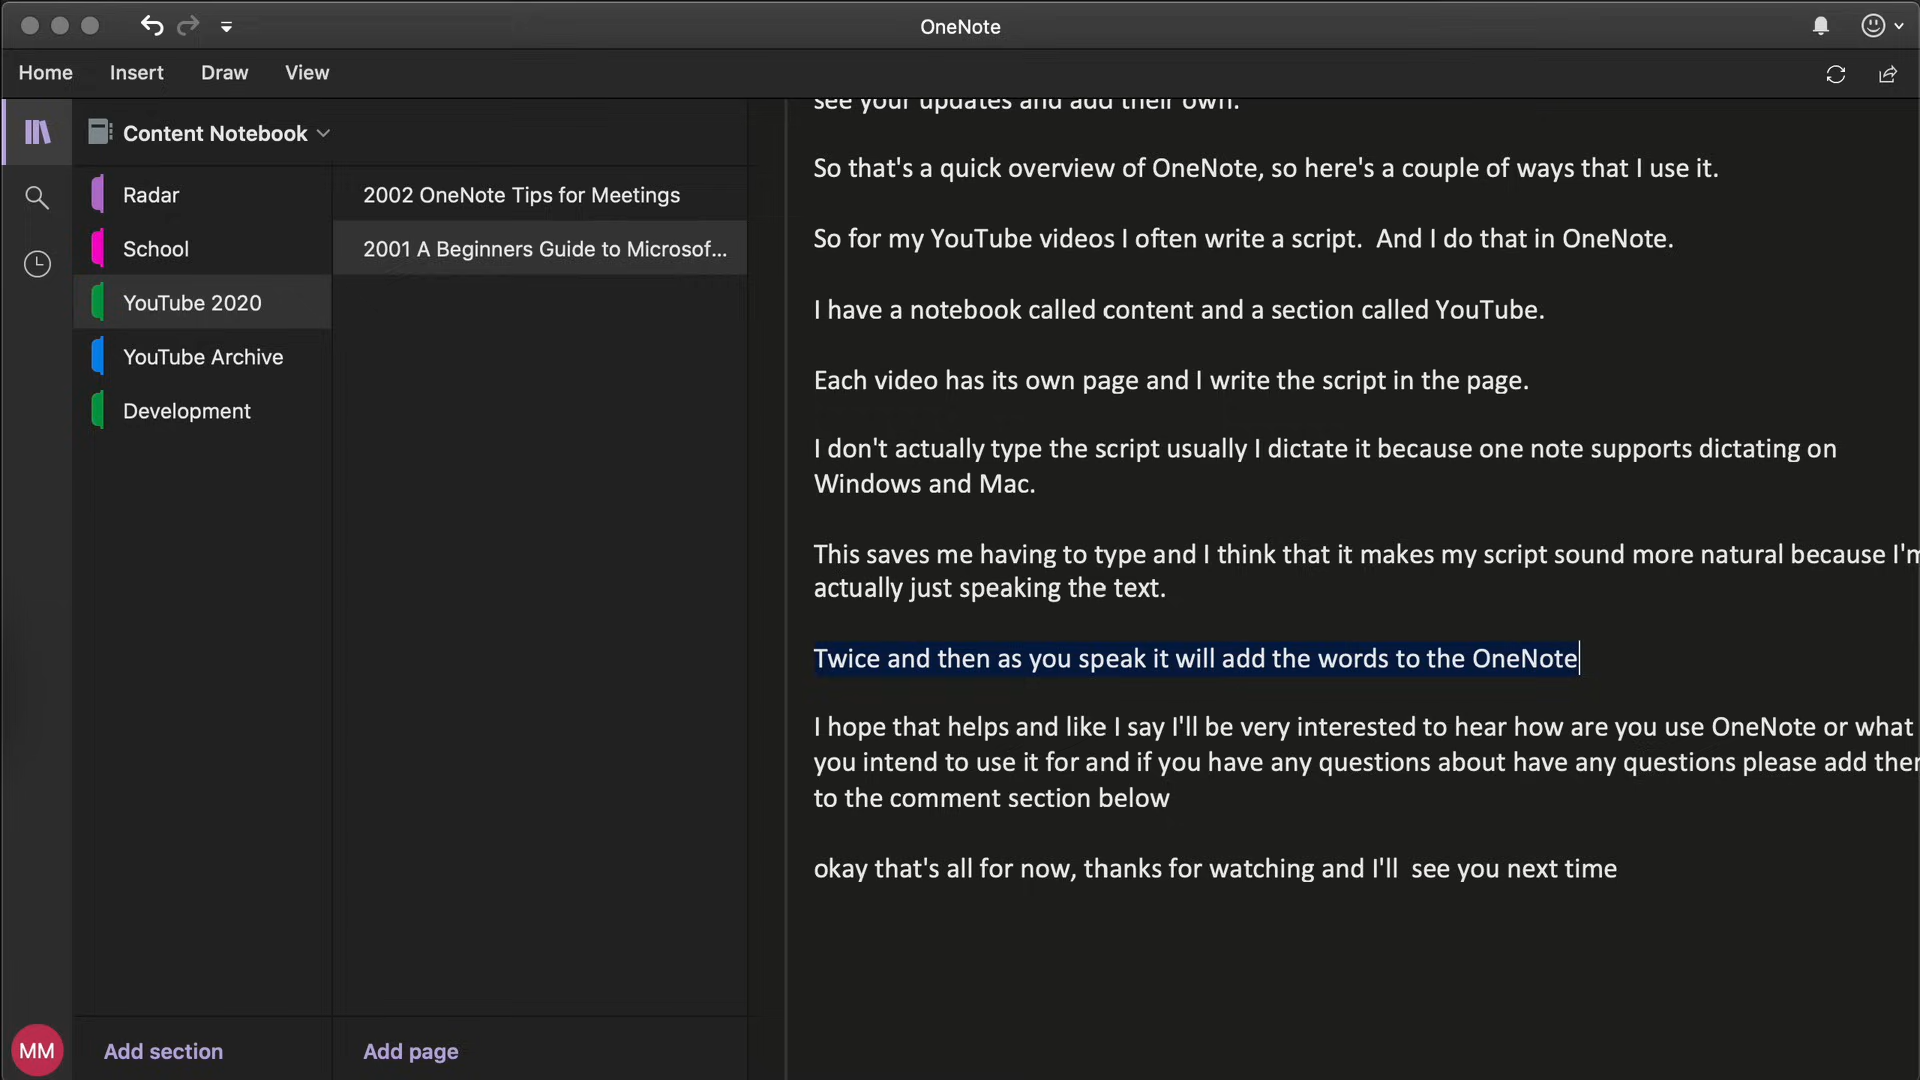 OneNote
Home Insert Draw View
Content Notebook
Radar
School
YouTube 2020
YouTube Archive
Development
2002 OneNote Tips for Meetings
2001 A Beginners Guide to Microsof...
see your updates and add their own.
So that's a quick overview of OneNote, so here's a couple of ways that I use it.
So for my YouTube videos I often write a script.  And I do that in OneNote.
I have a notebook called content and a section called YouTube.
Each video has its own page and I write the script in the page.
I don't actually type the script usually I dictate it because one note supports dictating on
Windows and Mac.
This saves me having to type and I think that it makes my script sound more natural because I'm
actually just speaking the text.
Twice and then as you speak it will add the words to the OneNote
I hope that helps and like I say I'll be very interested to hear how are you use OneNote or what
you intend to use it for and if you have any questions about have any questions please add
to the comment section below
okay that's all for now, thanks for watching and I'll  see you next time
MM
Add section
Add page